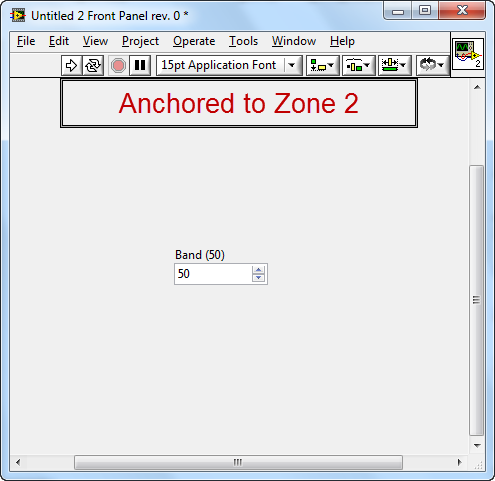 Untitled 2 Front Panel rev. 0 *
File Edit View Project Operate Tools Window Help
15pt Application Font
2
Anchored to Zone 2
Band (50)
50